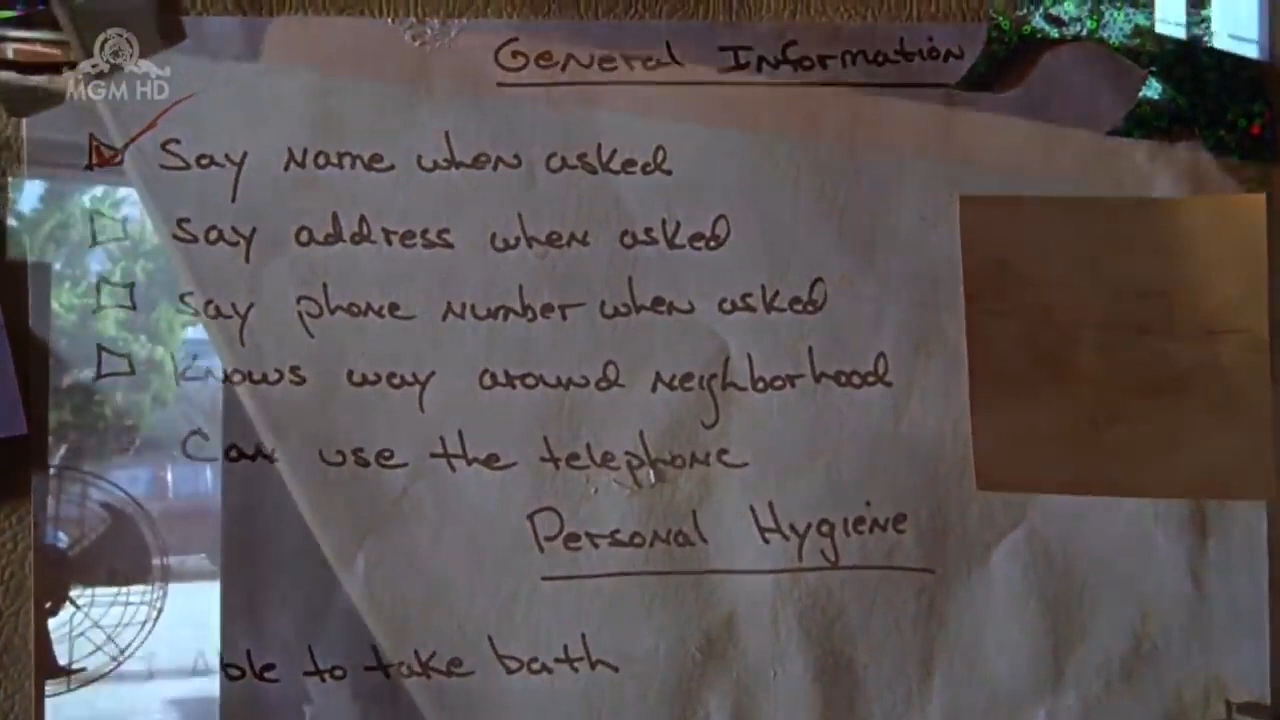 General Information
MGM HD
Say Name when asked
Say address when asked
Say phone number when asked
Knows way around neighborhood
Can use the telephone
Personal Hygiene
ble to take bath